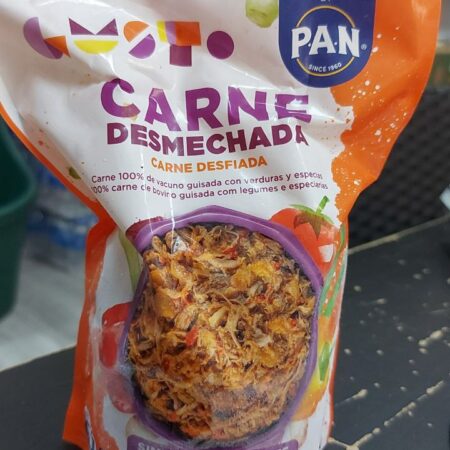 GUSTO
P.A.N.
SINCE 1960
CARNE
DESMECHADA
CARNE DESFIADA
Carne 100% de vacuno guisada con verduras y especias
100% carne de bovino guisada com legumes e especiarias
SIN